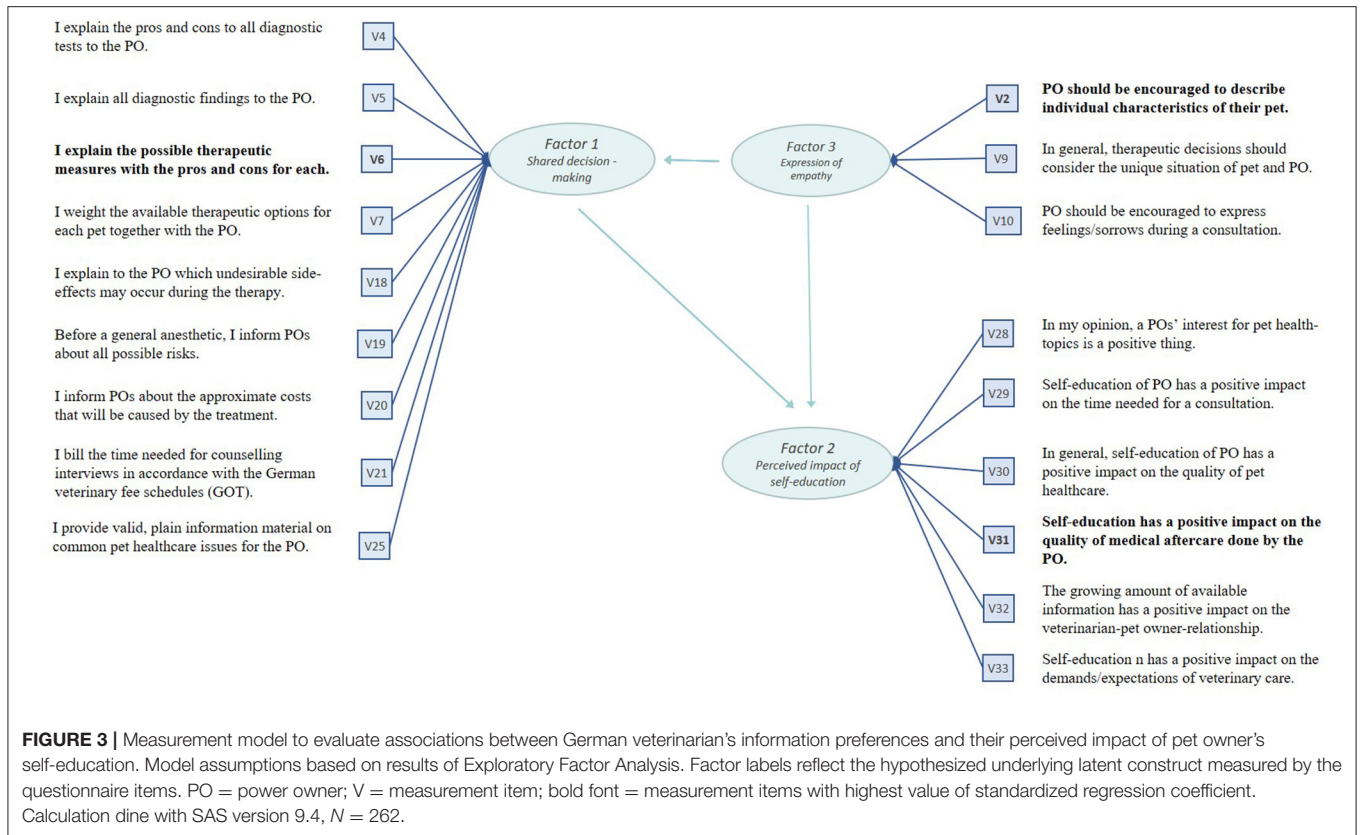 I explain the pros and cons to all diagnostic
tests to the PO.
V4
I explain all diagnostic findings to the PO.
V5
I explain the possible therapeutic
measures with the pros and cons for each.
V6
I weight the available therapeutic options for
each pet together with the PO.
V7
I explain to the PO which undesirable side-
effects may occur during the therapy.
V18
Before a general anesthetic, I inform POs
about all possible risks.
V19
I inform POs about the approximate costs
that will be caused by the treatment.
V20
I bill the time needed for counselling
interviews in accordance with the German
veterinary fee schedules (GOT).
V21
I provide valid, plain information material on
common pet healthcare issues for the PO.
V25
Factor 1
Shared decision -
making
Factor 3
Expression of
empathy
Factor 2
Perceived impact of
self-education
V2
PO should be encouraged to describe
individual characteristics of their pet.
V9
In general, therapeutic decisions should
consider the unique situation of pet and PO.
V10
PO should be encouraged to express
feelings/sorrows during a consultation.
V28
In my opinion, a POs' interest for pet health-
topics is a positive thing.
V29
Self-education of PO has a positive impact
on the time needed for a consultation.
V30
In general, self-education of PO has a
positive impact on the quality of pet
healthcare.
V31
Self-education has a positive impact on the
quality of medical aftercare done by the
PO.
V32
The growing amount of available
information has a positive impact on the
veterinarian-pet owner-relationship.
V33
Self-education n has a positive impact on the
demands/expectations of veterinary care.
FIGURE 3 | Measurement model to evaluate associations between German veterinarian's information preferences and their perceived impact of pet owner's
self-education. Model assumptions based on results of Exploratory Factor Analysis. Factor labels reflect the hypothesized underlying latent construct measured by the
questionnaire items. PO = power owner; V = measurement item; bold font = measurement items with highest value of standardized regression coefficient.
Calculation dine with SAS version 9.4, N = 262.